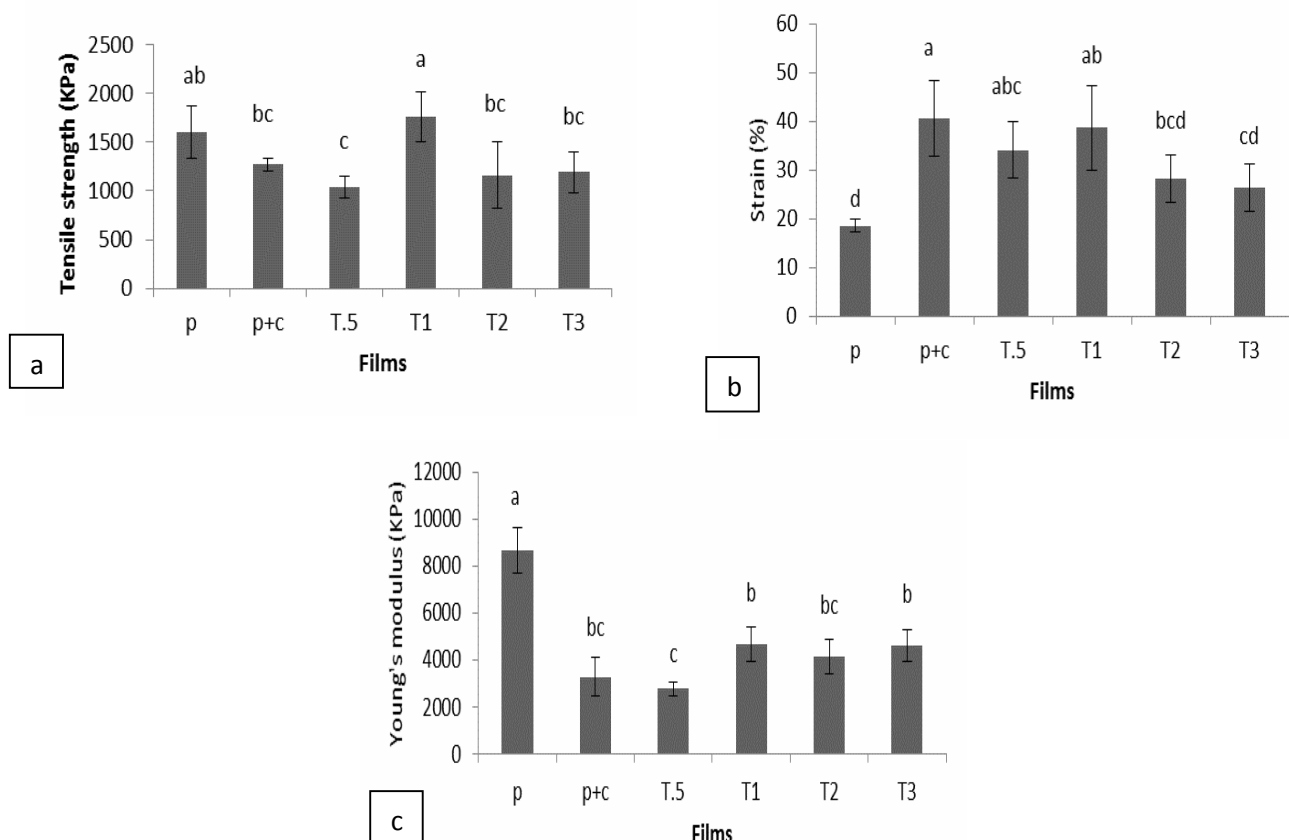 Tensile strength (KPa)
2500
2000
1500
1000
500
0
ab
bc
c
a
bc
bc
p
p+c
T.5
T1
T2
T3
Films
a
Strain (%)
60
50
40
30
20
10
0
d
a
abc
ab
bcd
cd
p
p+c
T.5
T1
T2
T3
Films
b
Young's modulus (KPa)
12000
10000
8000
6000
4000
2000
0
a
bc
c
b
bc
b
p
p+c
T.5
T1
T2
T3
Films
c